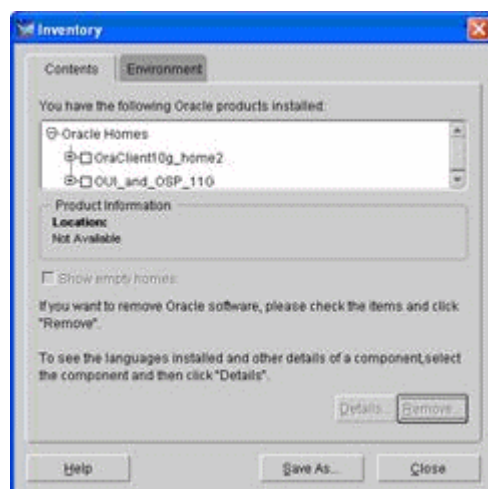 Inventory
Contents
Environment
You have the following Oracle products installed:
Oracle Homes
OraClient10g_home2
OUI_and_OSP_11G
Product Information
Location:
Not Available
Show empty homes.
If you want to remove Oracle software, please check the items and click
"Remove".
To see the languages installed and other details of a component,select
the component and then click "Details".
Details...
Remove...
Help
Save As...
Close